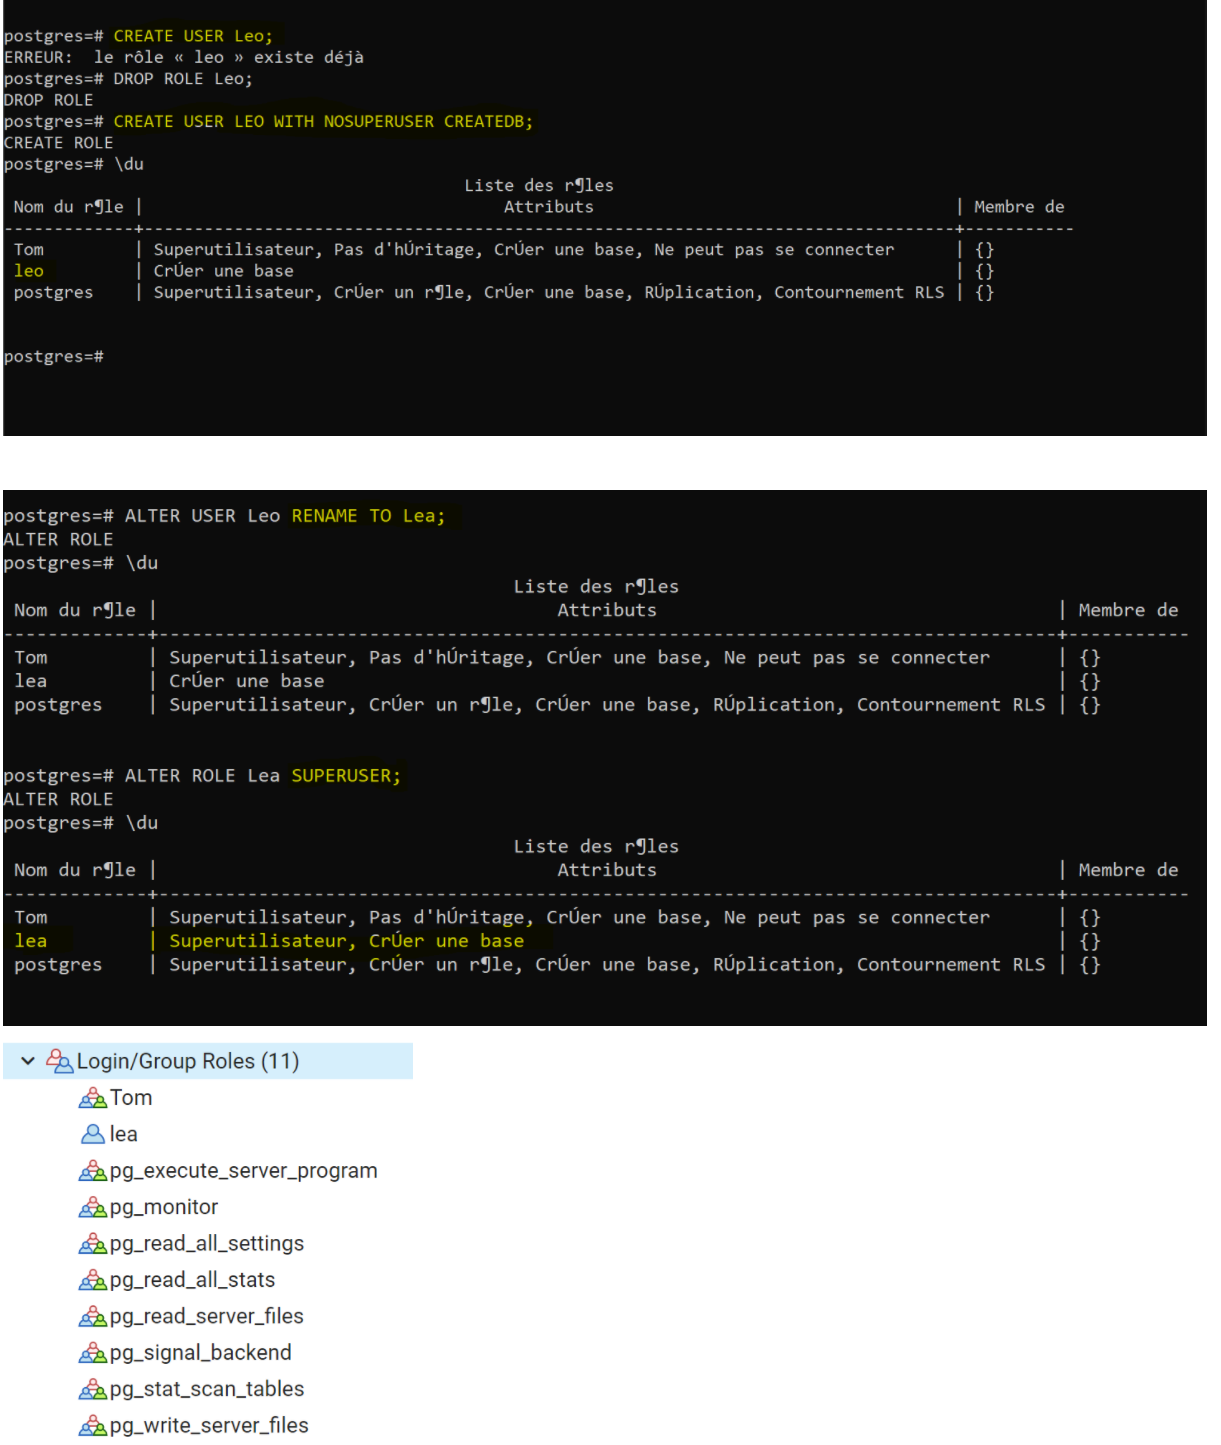 postgres=# CREATE USER Leo;
ERREUR:  le rôle « leo » existe déjà
postgres=# DROP ROLE Leo;
DROP ROLE
postgres=# CREATE USER LEO WITH NOSUPERUSER CREATEDB;
CREATE ROLE
postgres=# \du
Liste des r¶les
Nom du r¶le | Attributs | Membre de
-------------+---------------------------------------------------------------------------------+-----------
Tom | Superutilisateur, Pas d'hÚritage, CrÚer une base, Ne peut pas se connecter | {}
leo | CrÚer une base | {}
postgres | Superutilisateur, CrÚer un r¶le, CrÚer une base, RÚplication, Contournement RLS | {}
postgres=#
postgres=# ALTER USER Leo RENAME TO Lea;
ALTER ROLE
postgres=# \du
Liste des r¶les
Nom du r¶le | Attributs | Membre de
-------------+---------------------------------------------------------------------------------+-----------
Tom | Superutilisateur, Pas d'hÚritage, CrÚer une base, Ne peut pas se connecter | {}
lea | CrÚer une base | {}
postgres | Superutilisateur, CrÚer un r¶le, CrÚer une base, RÚplication, Contournement RLS | {}
postgres=# ALTER ROLE Lea SUPERUSER;
ALTER ROLE
postgres=# \du
Liste des r¶les
Nom du r¶le | Attributs | Membre de
-------------+---------------------------------------------------------------------------------+-----------
Tom | Superutilisateur, Pas d'hÚritage, CrÚer une base, Ne peut pas se connecter | {}
lea | Superutilisateur, CrÚer une base | {}
postgres | Superutilisateur, CrÚer un r¶le, CrÚer une base, RÚplication, Contournement RLS | {}
Login/Group Roles (11)
Tom
lea
pg_execute_server_program
pg_monitor
pg_read_all_settings
pg_read_all_stats
pg_read_server_files
pg_signal_backend
pg_stat_scan_tables
pg_write_server_files